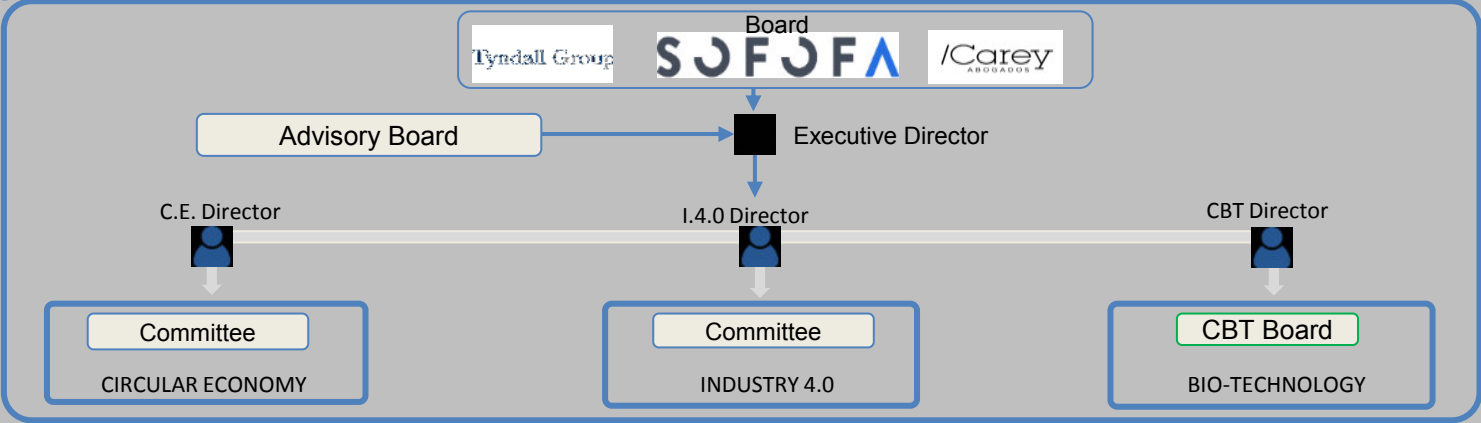 Board
Tyndall Group
SOFOFA
/Carey
ABOGADOS
Advisory Board
Executive Director
C.E. Director
I.4.0 Director
CBT Director
Committee
Committee
CBT Board
CIRCULAR ECONOMY
INDUSTRY 4.0
BIO-TECHNOLOGY